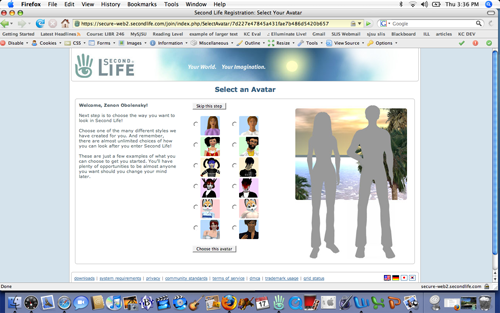 Firefox File Edit View History Bookmarks Tools Window Help
Thu 3:36 PM
Second Life Registration: Select Your Avatar
https://secure-web2.secondlife.com/join/index.php/SelectAvatar/7d227e47845a431fae7b486d5420b657
Getting Started Latest Headlines Course: LIBR 246 MySJSU Reading Log example of larger text KC Eval Gmail SLIS Webmail ejau slis Blackboard ILL articles KC DEV
Disable Cookies CSS Forms Images Information Miscellaneous Outline Resize Tools View Source Options
SECOND LIFE
Your World. Your Imagination.
Select an Avatar
Welcome, Zenon Obolensky!
Next step is to choose the way you want to
look in Second Life!
Choose one of the many different styles we
have created for you. And remember,
there are almost unlimited choices of how
you can look after you enter Second Life!
These are just a few examples of what you
can choose to get you started. You'll have
plenty of opportunities to be almost anyone
you want should you change your mind
later.
Skip this step
Choose this avatar
downloads | system requirements | privacy | community standards | terms of service | dmca | trademark usage | grid status
Done
secure-web2.secondlife.com